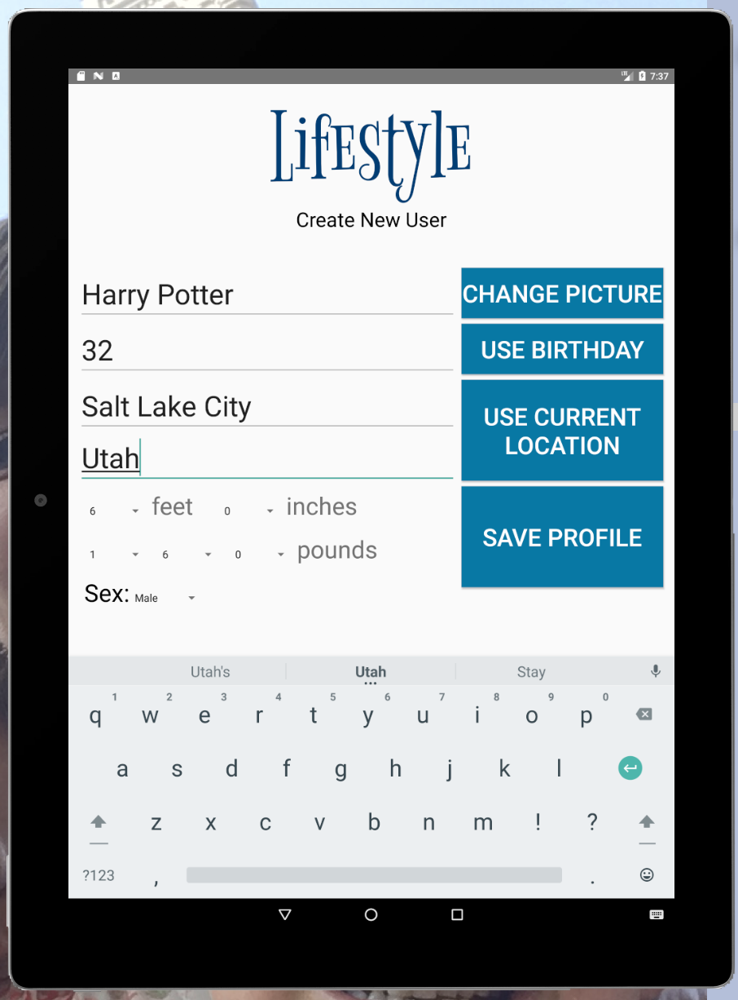 LTE 7:37
Lifestyle
Create New User
Harry Potter
CHANGE PICTURE
32
USE BIRTHDAY
Salt Lake City
USE CURRENT
LOCATION
Utah
6 feet 0 inches
SAVE PROFILE
1 6 0 pounds
Sex: Male
Utah's Utah Stay
1 2 3 4 5 6 7 8 9 0
q w e r t y u i o p
a s d f g h j k l
z x c v b n m ! ?
?123 , .